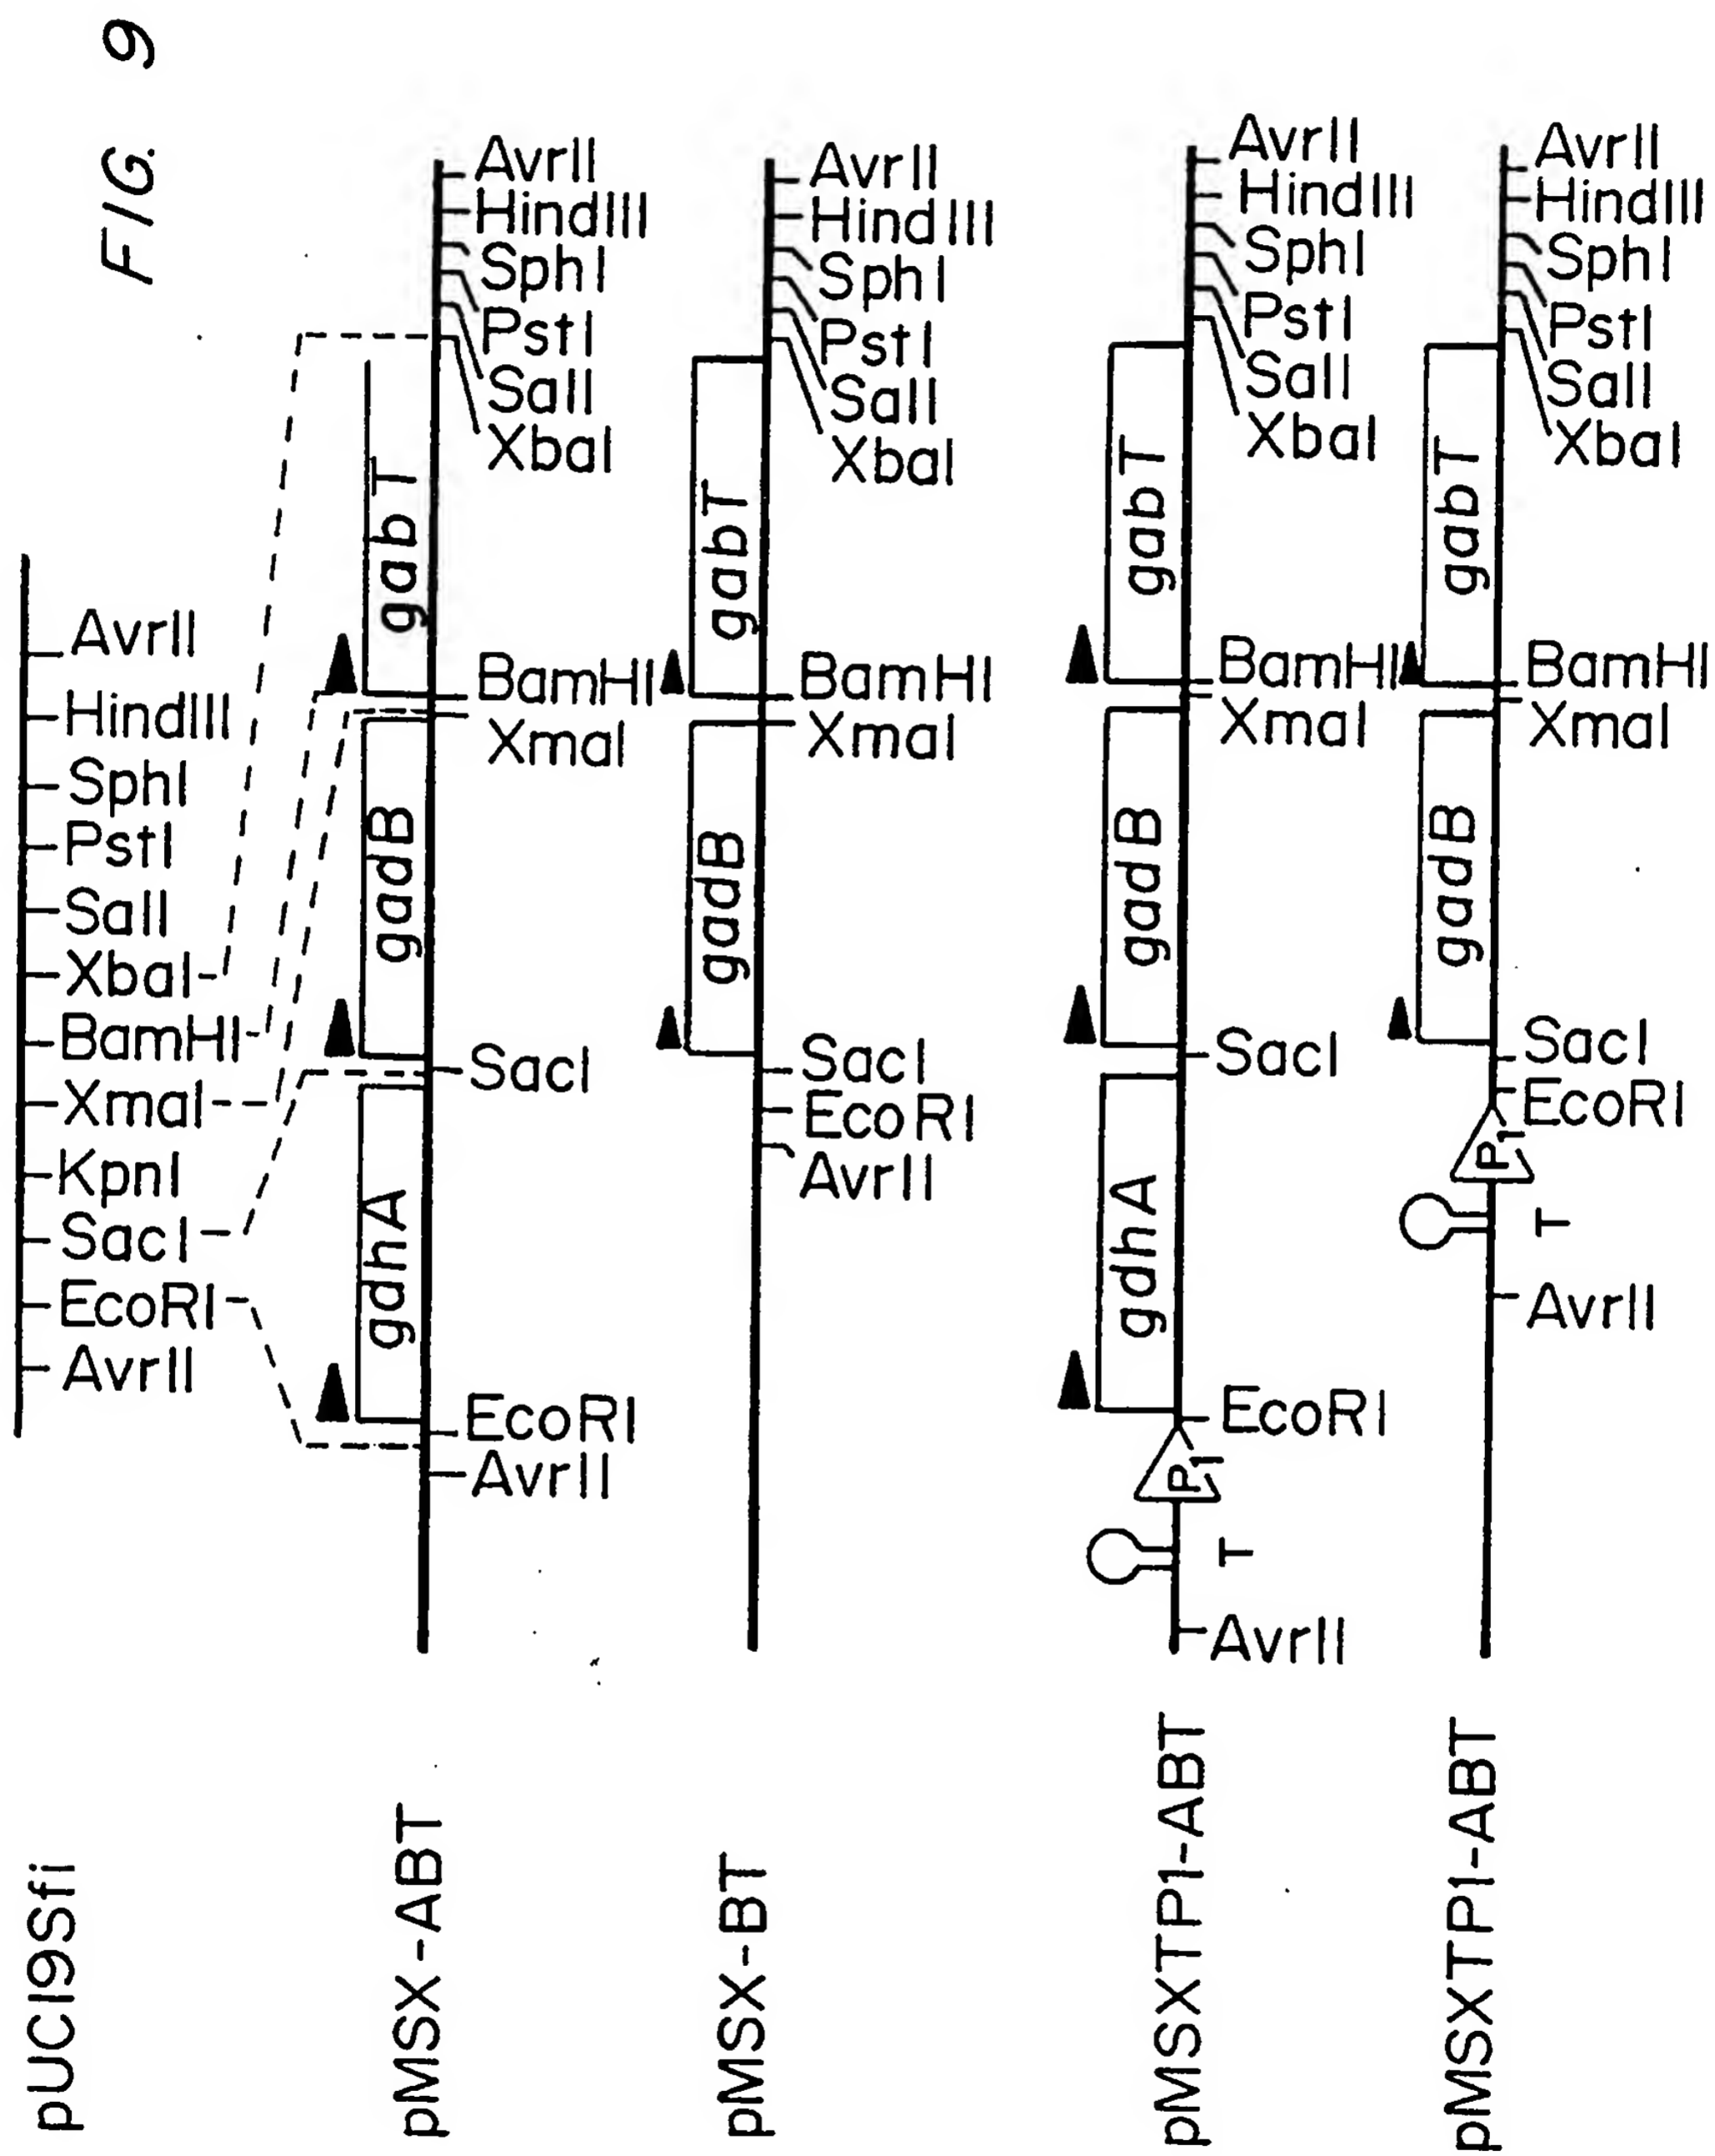 FIG. 9
pUC19Sfi
AvrII
HindIII
SphI
PstI
SalI
XbaI
BamHI
XmaI
KpnI
SacI
EcoRI
AvrII
pMSX-ABT
gabT
gadB
gdhA
AvrII
HindIII
SphI
PstI
SalI
XbaI
BamHI
XmaI
SacI
EcoRI
AvrII
pMSX-BT
gabT
gadB
AvrII
HindIII
SphI
PstI
SalI
XbaI
BamHI
XmaI
SacI
EcoRI
AvrII
pMSXTP1-ABT
gabT
gadB
gdhA
AvrII
HindIII
SphI
PstI
SalI
XbaI
BamHI
XmaI
SacI
EcoRI
P1
T
AvrII
pMSXTP1-ABT
gabT
gadB
AvrII
HindIII
SphI
PstI
SalI
XbaI
BamHI
XmaI
SacI
EcoRI
P1
T
AvrII